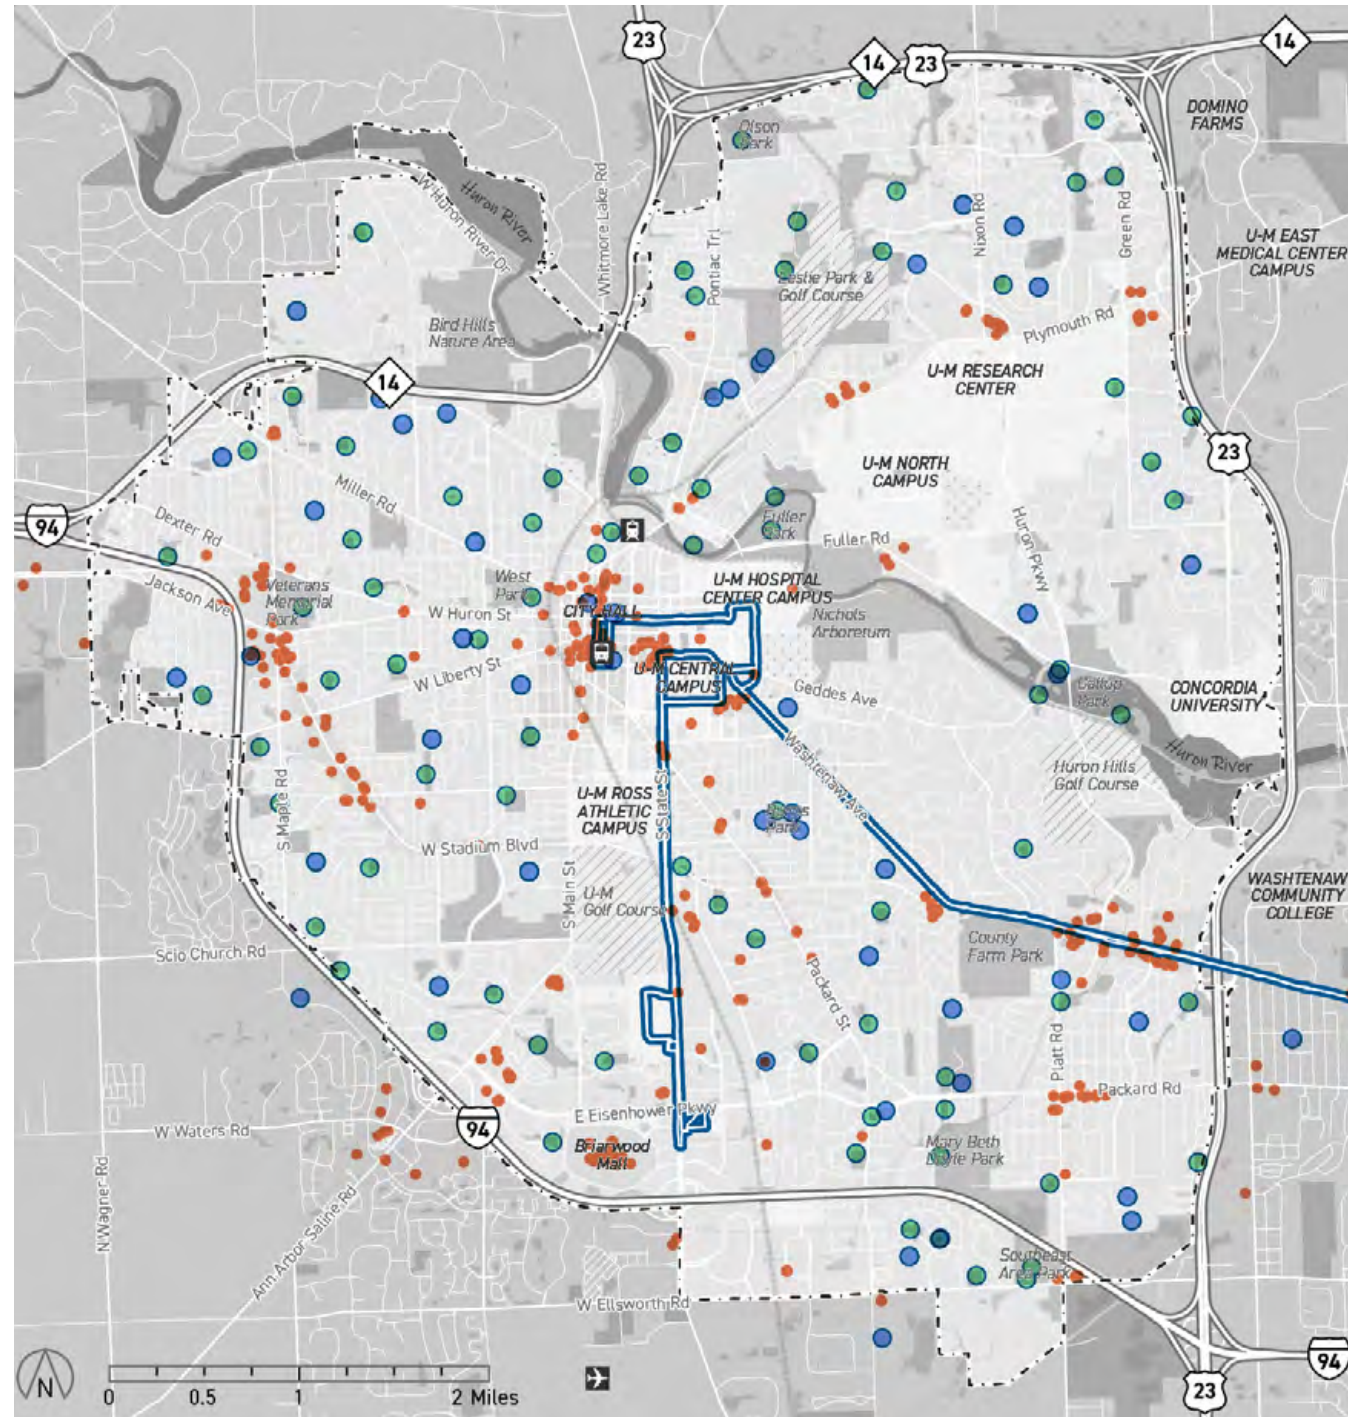 23
14
23
14
DOMINO
FARMS
Olson
Park
Huron River
W Huron River Dr
Whitmore Lake Rd
Pontiac Trl
Nixon Rd
Green Rd
U-M EAST
MEDICAL CENTER
CAMPUS
Leslie Park &
Golf Course
Bird Hills
Nature Area
Plymouth Rd
14
U-M RESEARCH
CENTER
23
U-M NORTH
CAMPUS
Miller Rd
94
Dexter Rd
Fuller
Park
Fuller Rd
Huron Pkwy
Jackson Ave
Veterans
Memorial
Park
West
Park
W Huron St
CITY HALL
U-M HOSPITAL
CENTER CAMPUS
Nichols
Arboretum
W Liberty St
U-M CENTRAL
CAMPUS
Geddes Ave
Gallup
Park
CONCORDIA
UNIVERSITY
Huron River
Washtenaw Ave
Huron Hills
Golf Course
S Maple Rd
U-M ROSS
ATHLETIC
CAMPUS
S State St
Park
W Stadium Blvd
S Main St
U-M
Golf Course
WASHTENAW
COMMUNITY
COLLEGE
Scio Church Rd
County
Farm Park
Packard St
Platt Rd
Packard Rd
E Eisenhower Pkwy
W Waters Rd
94
Briarwood
Mall
Mary Beth
Doyle Park
N Wagner Rd
Ann Arbor Saline Rd
Southeast
Area Park
W Ellsworth Rd
N
0 0.5 1 2 Miles
94
23